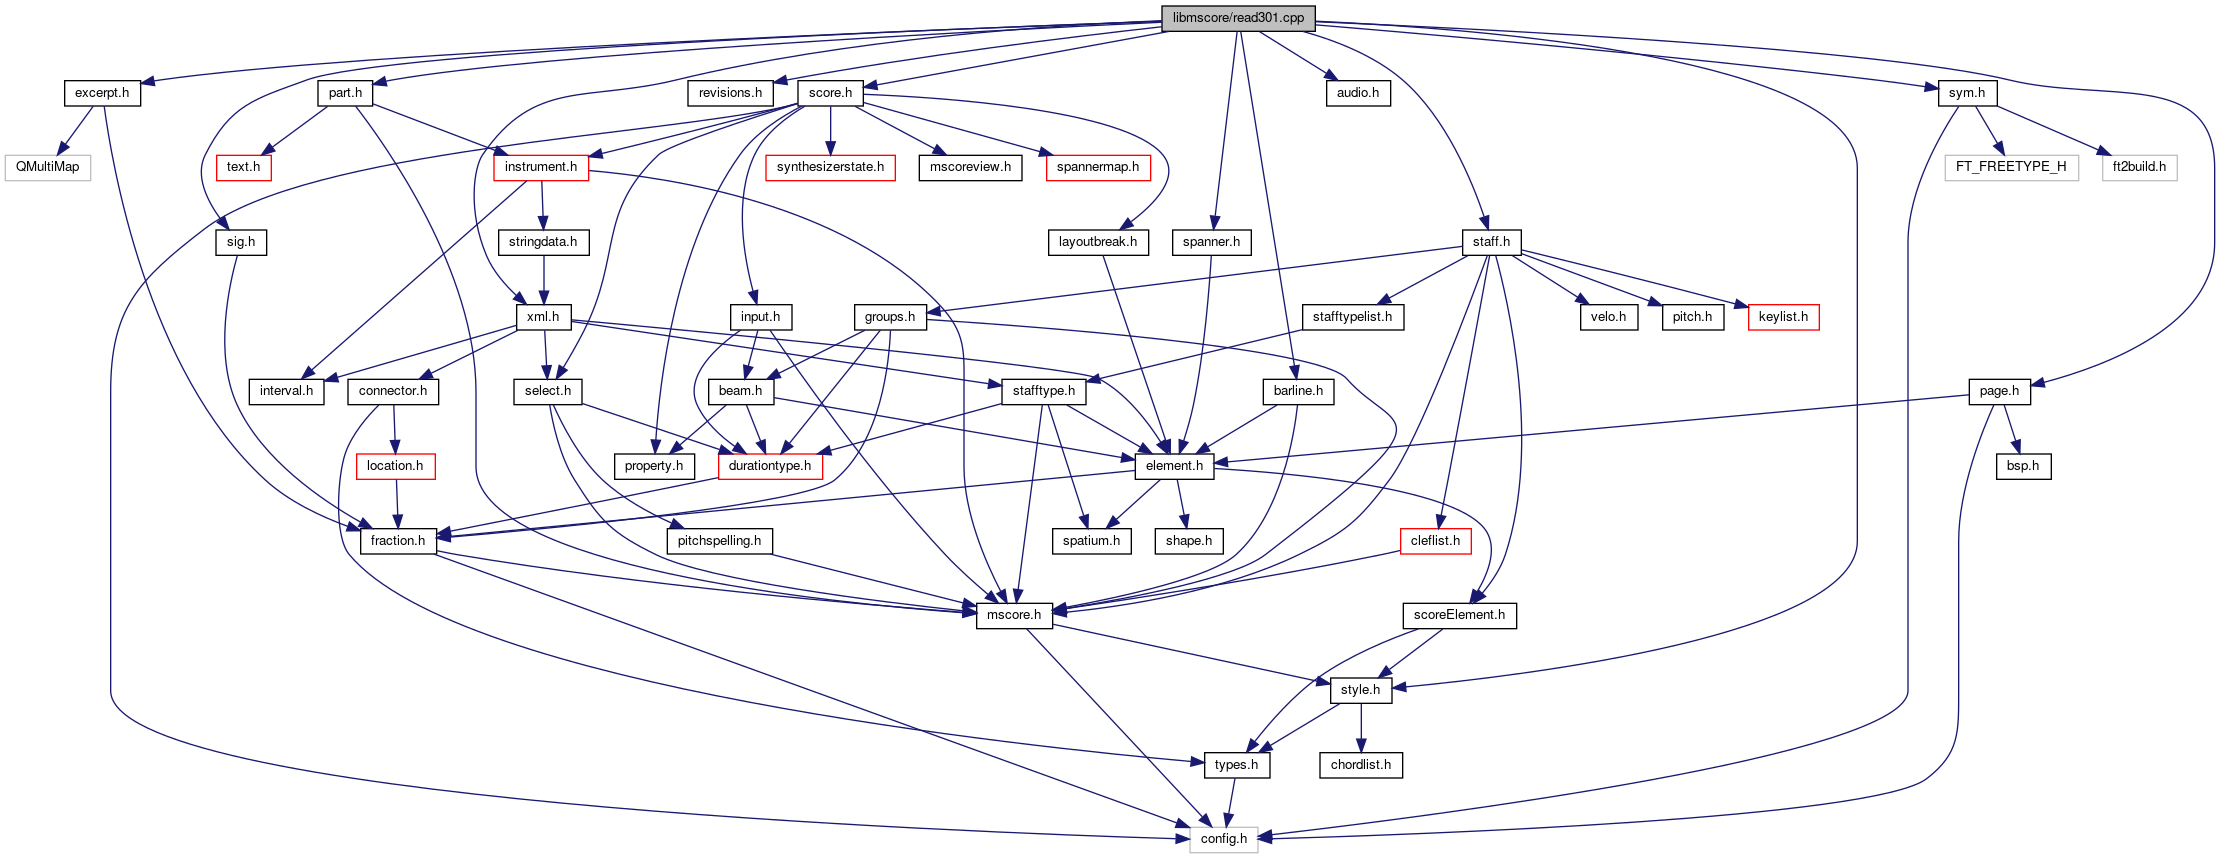 libmscore/read301.cpp
excerpt.h
part.h
revisions.h
score.h
audio.h
sym.h
QMultiMap
text.h
instrument.h
synthesizerstate.h
mscoreview.h
spannermap.h
FT_FREETYPE_H
ft2build.h
sig.h
stringdata.h
layoutbreak.h
spanner.h
staff.h
xml.h
input.h
groups.h
stafftypelist.h
velo.h
pitch.h
keylist.h
interval.h
connector.h
select.h
beam.h
stafftype.h
barline.h
page.h
location.h
property.h
durationtype.h
element.h
bsp.h
fraction.h
pitchspelling.h
spatium.h
shape.h
cleflist.h
mscore.h
scoreElement.h
style.h
types.h
chordlist.h
config.h